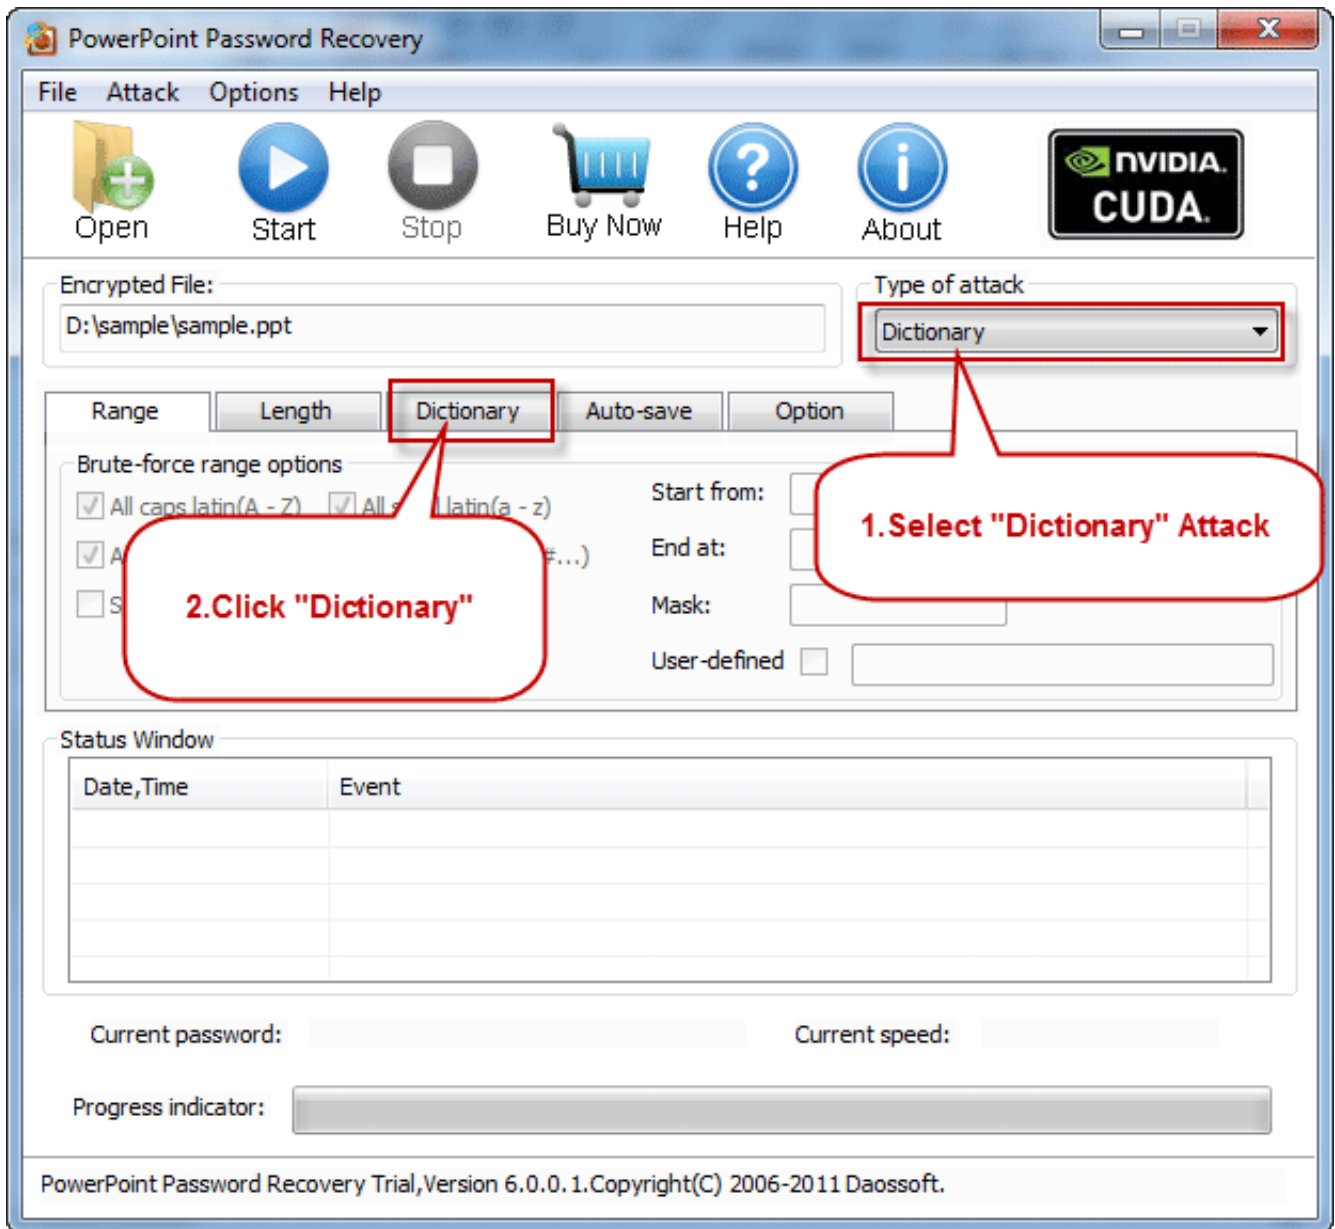 PowerPoint Password Recovery
File Attack Options Help
Open Start Stop Buy Now Help About
NVIDIA.
CUDA.
Encrypted File:
Type of attack
D:\sample\sample.ppt
Dictionary
Range Length Dictionary Auto-save Option
Brute-force range options
All caps latin(A - Z) All latin(a - z)
Start from:
1.Select "Dictionary" Attack
End at:
#...)
2.Click "Dictionary"
Mask:
User-defined
Status Window
Date,Time Event
Current password: Current speed:
Progress indicator:
PowerPoint Password Recovery Trial,Version 6.0.0.1.Copyright(C) 2006-2011 Daossoft.